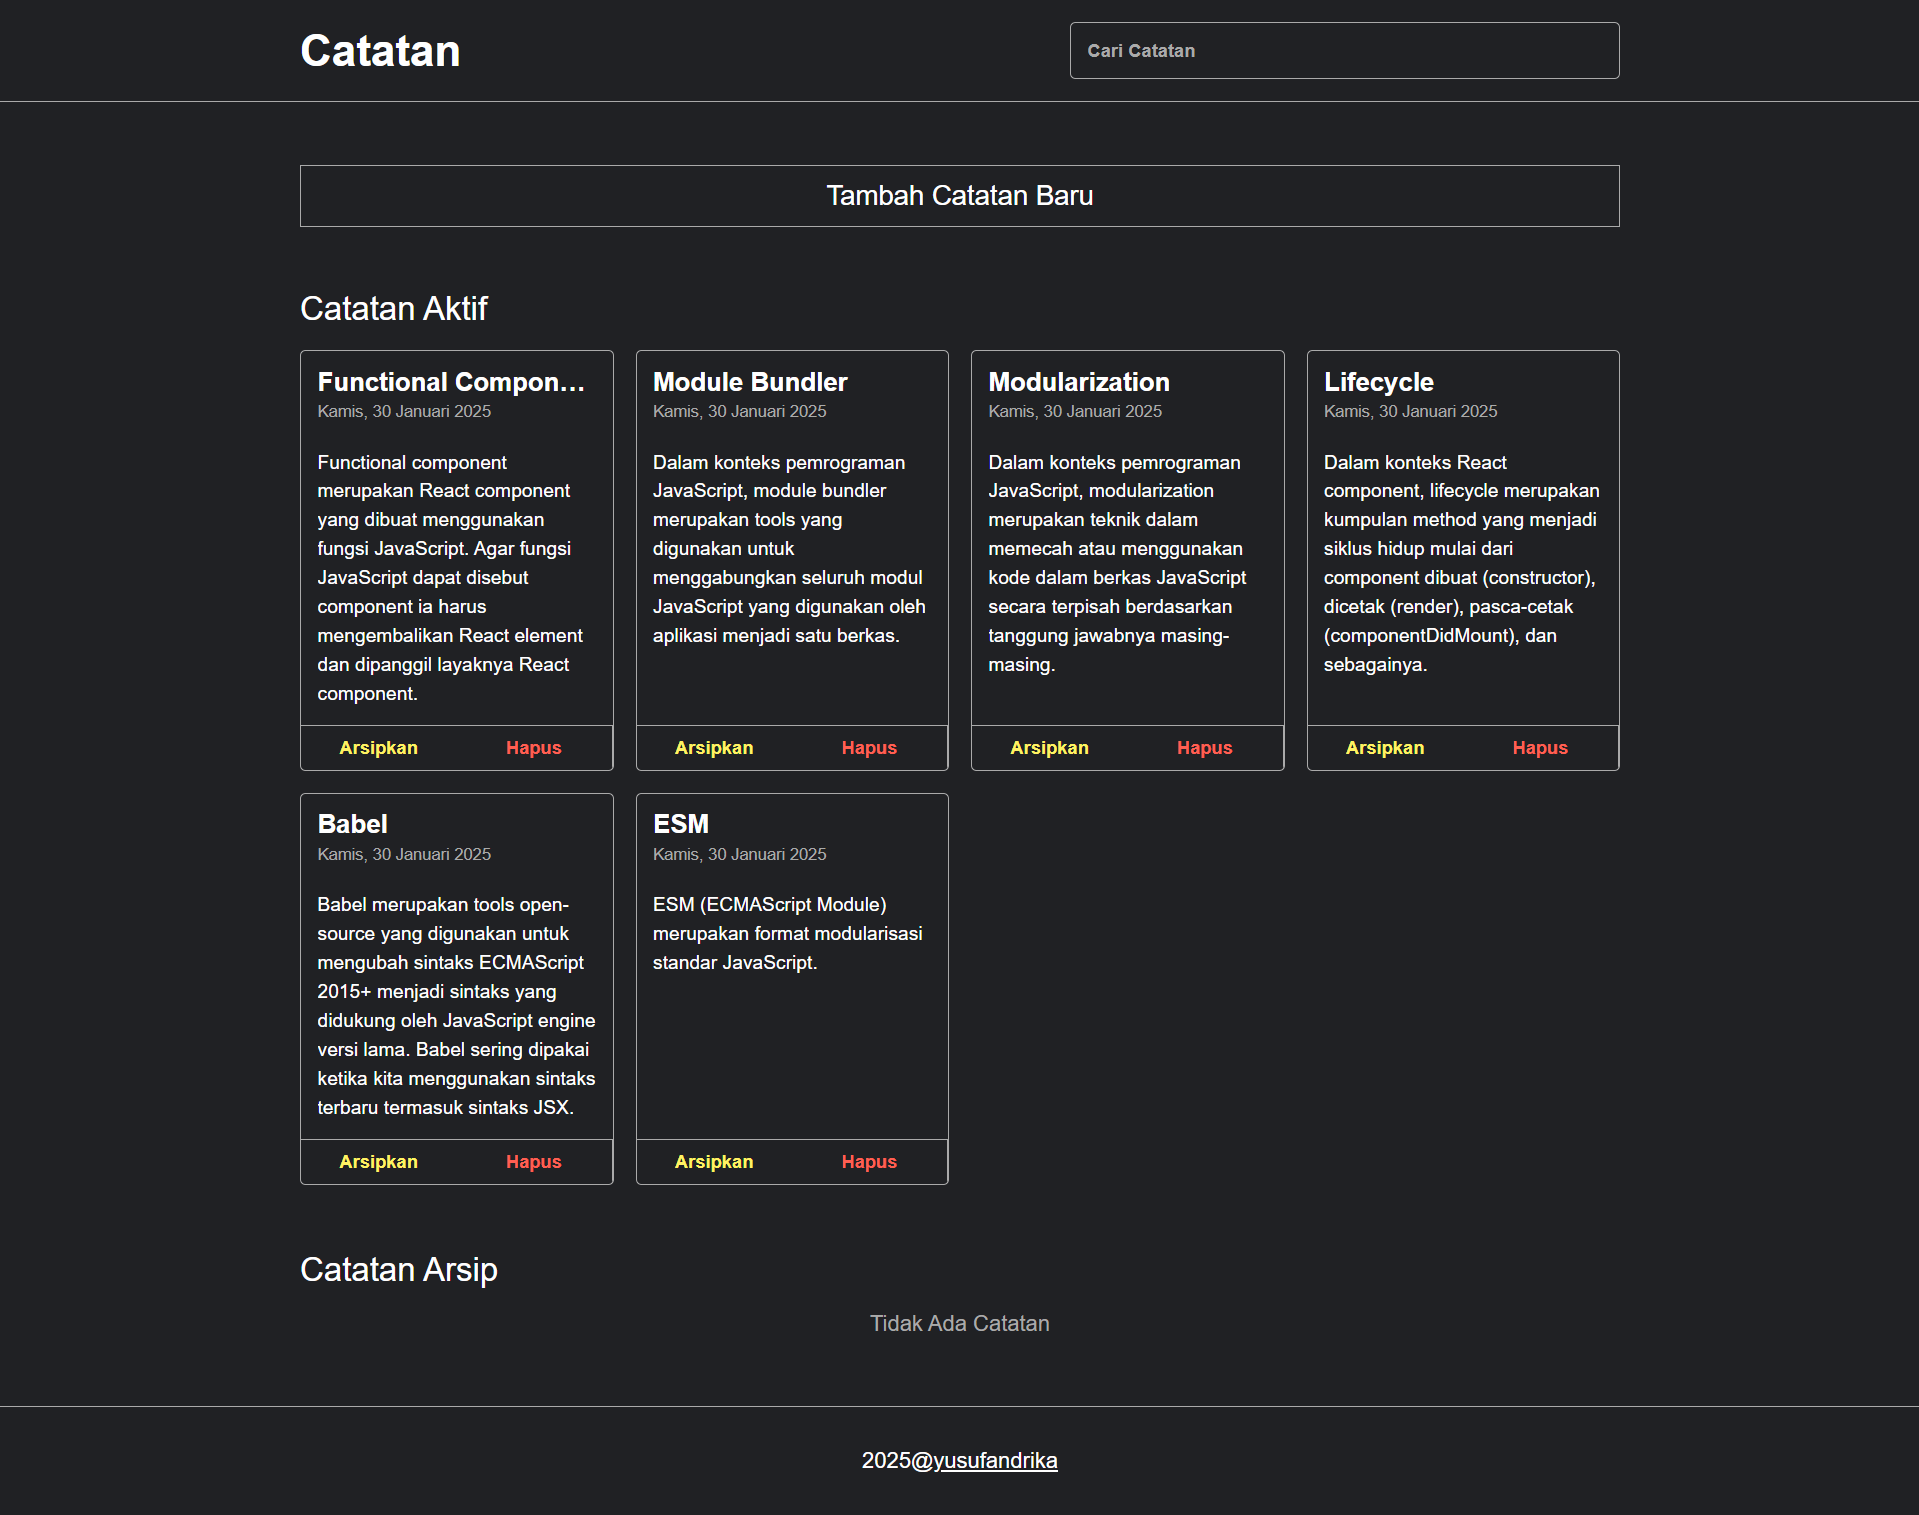 Catatan
Cari Catatan
Tambah Catatan Baru
Catatan Aktif
Functional Compon...
Kamis, 30 Januari 2025
Functional component
merupakan React component
yang dibuat menggunakan
fungsi JavaScript. Agar fungsi
JavaScript dapat disebut
component ia harus
mengembalikan React element
dan dipanggil layaknya React
component.
Arsipkan
Hapus
Module Bundler
Kamis, 30 Januari 2025
Dalam konteks pemrograman
JavaScript, module bundler
merupakan tools yang
digunakan untuk
menggabungkan seluruh modul
JavaScript yang digunakan oleh
aplikasi menjadi satu berkas.
Arsipkan
Hapus
Modularization
Kamis, 30 Januari 2025
Dalam konteks pemrograman
JavaScript, modularization
merupakan teknik dalam
memecah atau menggunakan
kode dalam berkas JavaScript
secara terpisah berdasarkan
tanggung jawabnya masing-
masing.
Arsipkan
Hapus
Lifecycle
Kamis, 30 Januari 2025
Dalam konteks React
component, lifecycle merupakan
kumpulan method yang menjadi
siklus hidup mulai dari
component dibuat (constructor),
dicetak (render), pasca-cetak
(componentDidMount), dan
sebagainya.
Arsipkan
Hapus
Babel
Kamis, 30 Januari 2025
Babel merupakan tools open-
source yang digunakan untuk
mengubah sintaks ECMAScript
2015+ menjadi sintaks yang
didukung oleh JavaScript engine
versi lama. Babel sering dipakai
ketika kita menggunakan sintaks
terbaru termasuk sintaks JSX.
Arsipkan
Hapus
ESM
Kamis, 30 Januari 2025
ESM (ECMAScript Module)
merupakan format modularisasi
standar JavaScript.
Arsipkan
Hapus
Catatan Arsip
Tidak Ada Catatan
2025@yusufandrika